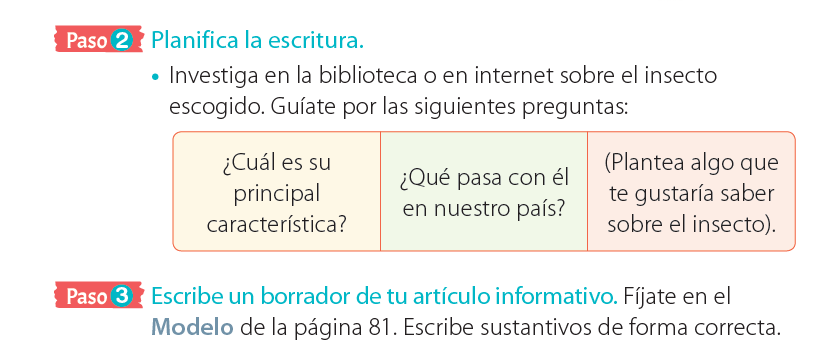 Paso 2 Planifica la escritura.
• Investiga en la biblioteca o en internet sobre el insecto
escogido. Guíate por las siguientes preguntas:
¿Cuál es su
principal
característica?
¿Qué pasa con él
en nuestro país?
(Plantea algo que
te gustaría saber
sobre el insecto).
Paso 3 Escribe un borrador de tu artículo informativo. Fíjate en el
Modelo de la página 81. Escribe sustantivos de forma correcta.